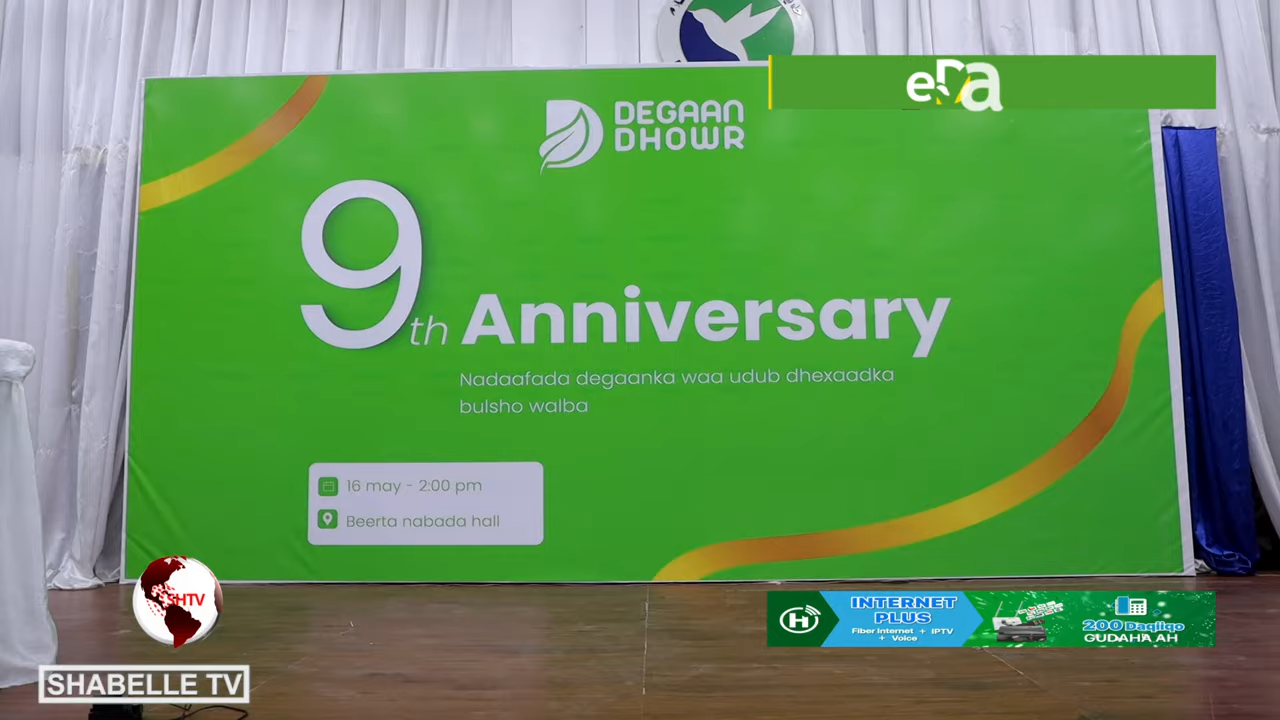 DEGAAN
DHOWR
9th Anniversary
Nadaafada degaanka waa udub dhexaadka
bulsho walba
16 may - 2:00 pm
Beerta nabada hall
SHTV
SHABELLE TV
INTERNET
PLUS
Fiber Internet + IPTV
+ Voice
200 Daqiiqo
GUDAHA AH